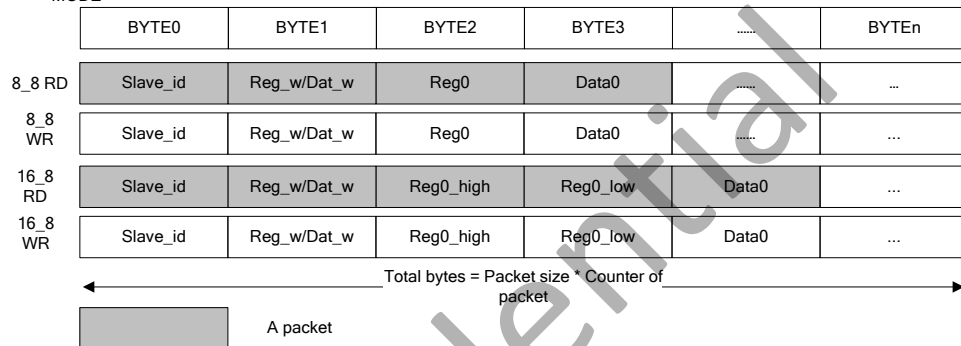 BYTE0 BYTE1 BYTE2 BYTE3 ...... BYTEn
8_8 RD Slave_id Reg_w/Dat_w Reg0 Data0 ...... ...
8_8
WR Slave_id Reg_w/Dat_w Reg0 Data0 ...... ...
16_8
RD Slave_id Reg_w/Dat_w Reg0_high Reg0_low Data0 ...
16_8
WR Slave_id Reg_w/Dat_w Reg0_high Reg0_low Data0 ...
Total bytes = Packet size * Counter of
packet
A packet
dential